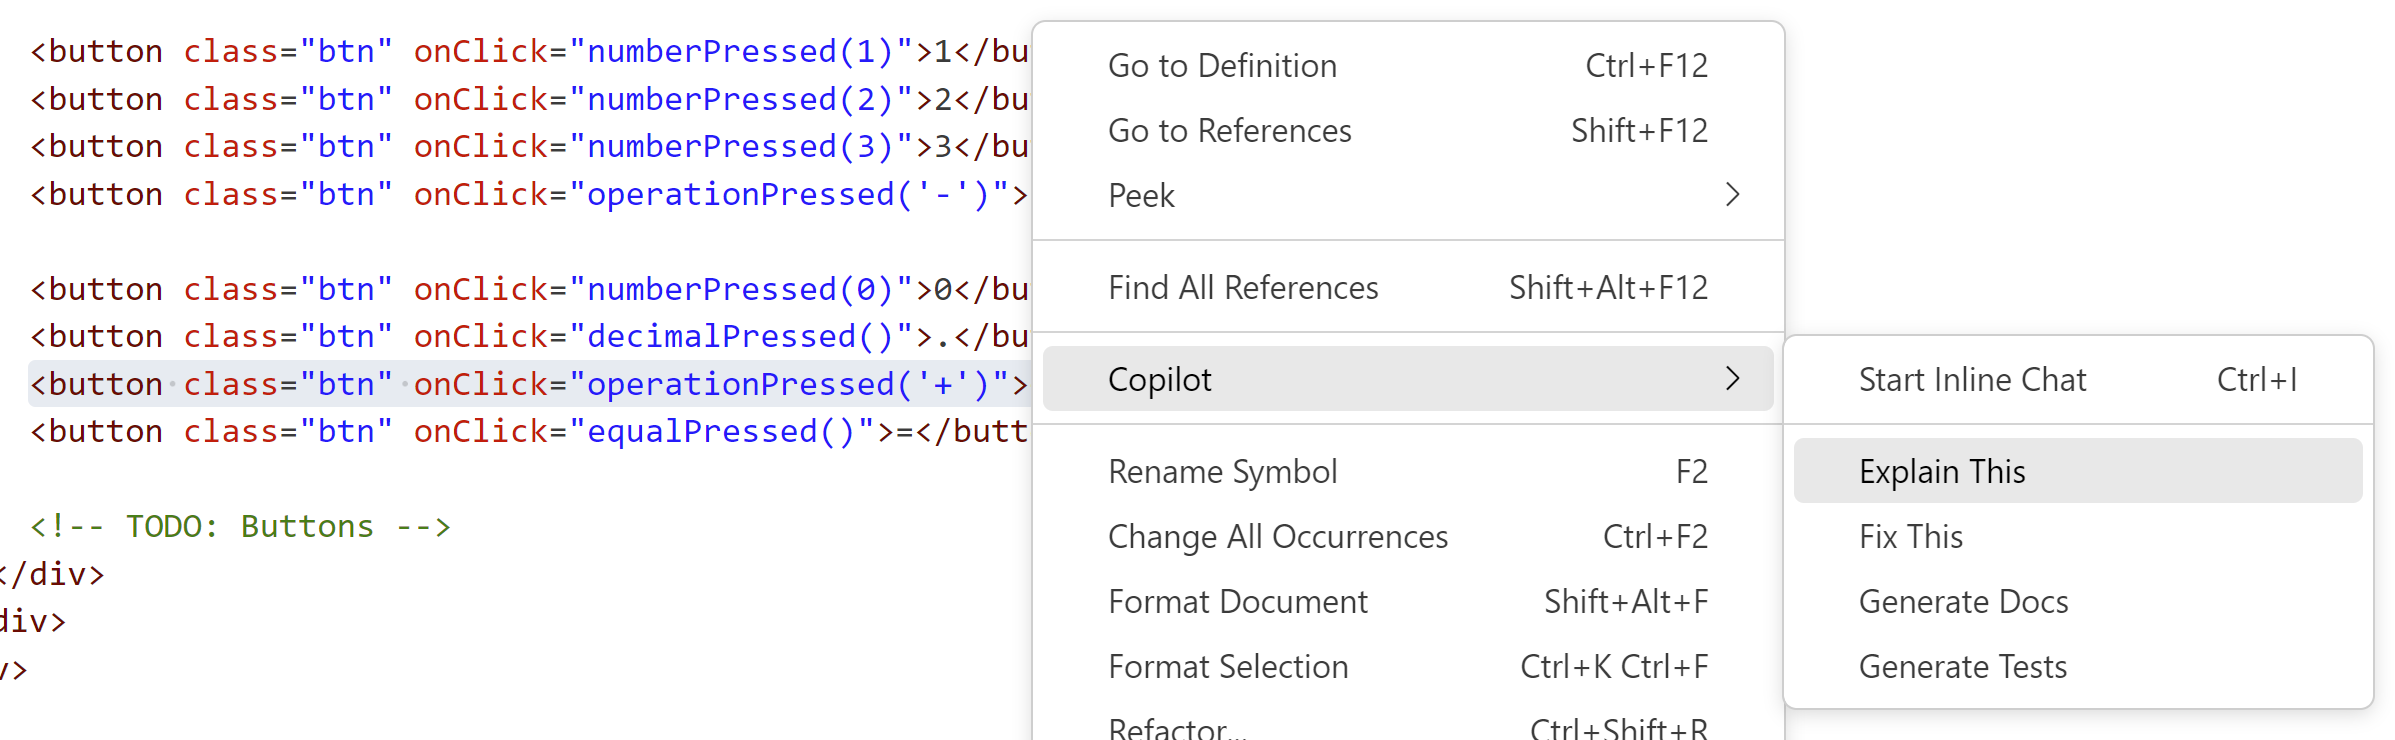 <button class="btn" onClick="numberPressed(1)">1</bu
<button class="btn" onClick="numberPressed(2)">2</bu
<button class="btn" onClick="numberPressed(3)">3</bu
<button class="btn" onClick="operationPressed('-')">
<button class="btn" onClick="numberPressed(0)">0</bu
<button class="btn" onClick="decimalPressed()">.</bu
<button class="btn" onClick="operationPressed('+')">
<button class="btn" onClick="equalPressed()">=</butt
<!-- TODO: Buttons -->
</div>
div>
v>
Go to Definition Ctrl+F12
Go to References Shift+F12
Peek
Find All References Shift+Alt+F12
Copilot
Rename Symbol F2
Change All Occurrences Ctrl+F2
Format Document Shift+Alt+F
Format Selection Ctrl+K Ctrl+F
Refactor... Ctrl+Shift+R
Start Inline Chat Ctrl+I
Explain This
Fix This
Generate Docs
Generate Tests